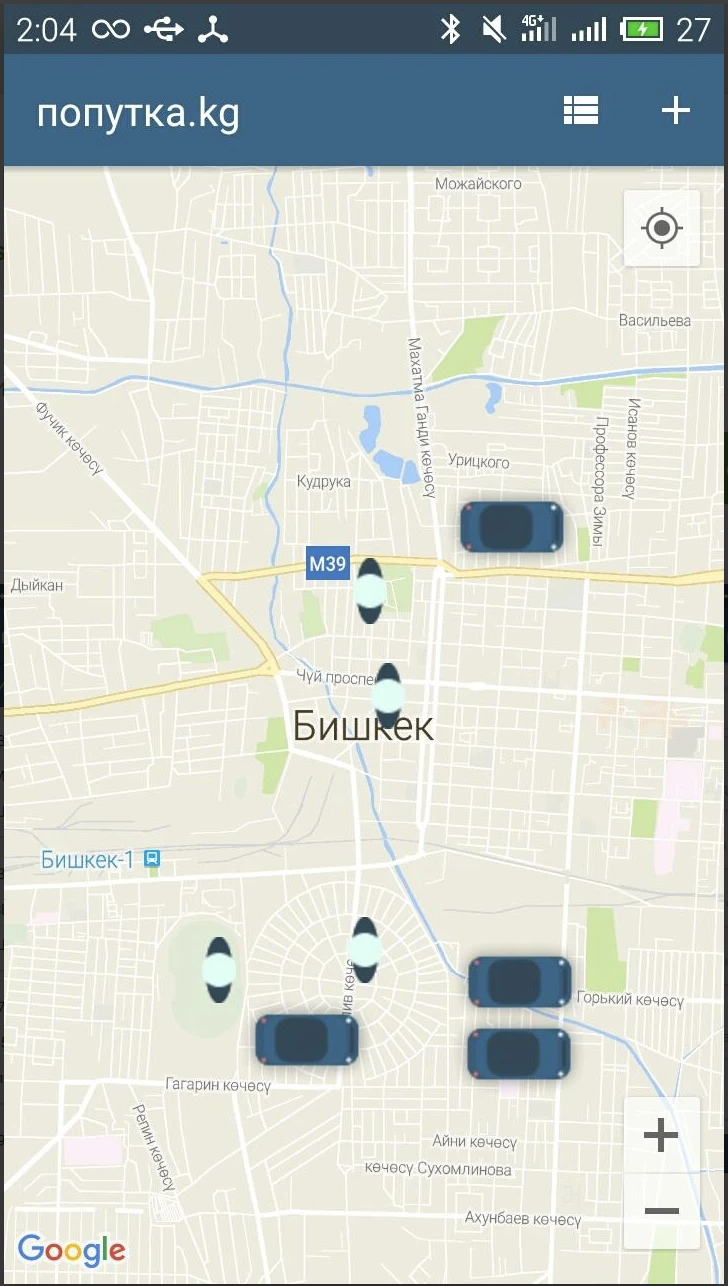 2:04
4G+
27
попутка.kg
Можайского
Васильева
Махатма Ганди көчөсү
Фучик көчөсү
Исанов көчөсү
Профессора Зимы
Урицкого
Кудрука
М39
Дыйкан
Чүй проспе
Бишкек
Бишкек-1
лив көчө
Горький көчөсү
Гагарин көчөсү
Репин көчөсү
Айни көчөсү
көчөсү Сухомлинова
Ахунбаев көчөсү
Google